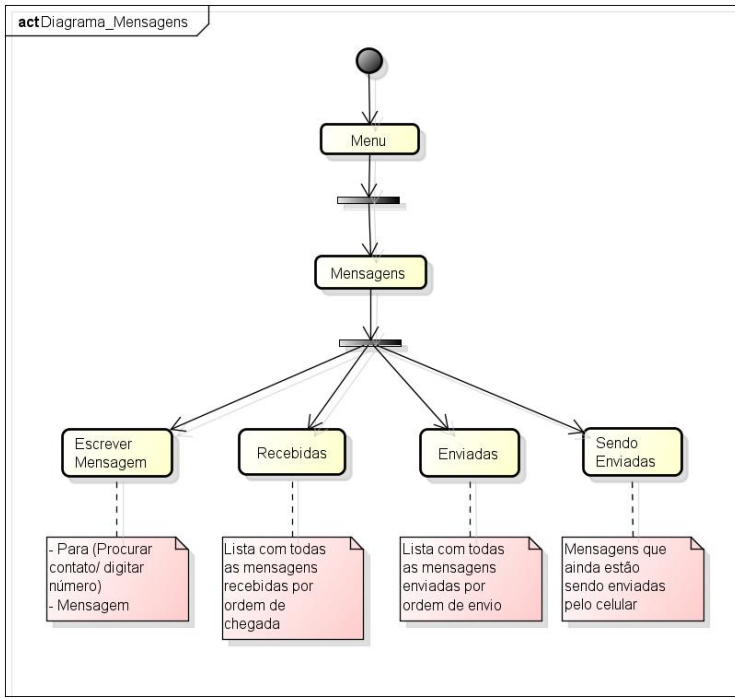 act Diagrama_Mensagens
Menu
Mensagens
Escrever
Mensagem
Recebidas
Enviadas
Sendo
Enviadas
- Para (Procurar
contato/ digitar
número)
- Mensagem
Lista com todas
as mensagens
recebidas por
ordem de
chegada
Lista com todas
as mensagens
enviadas por
ordem de envio
Mensagens que
ainda estão
sendo enviadas
pelo celular